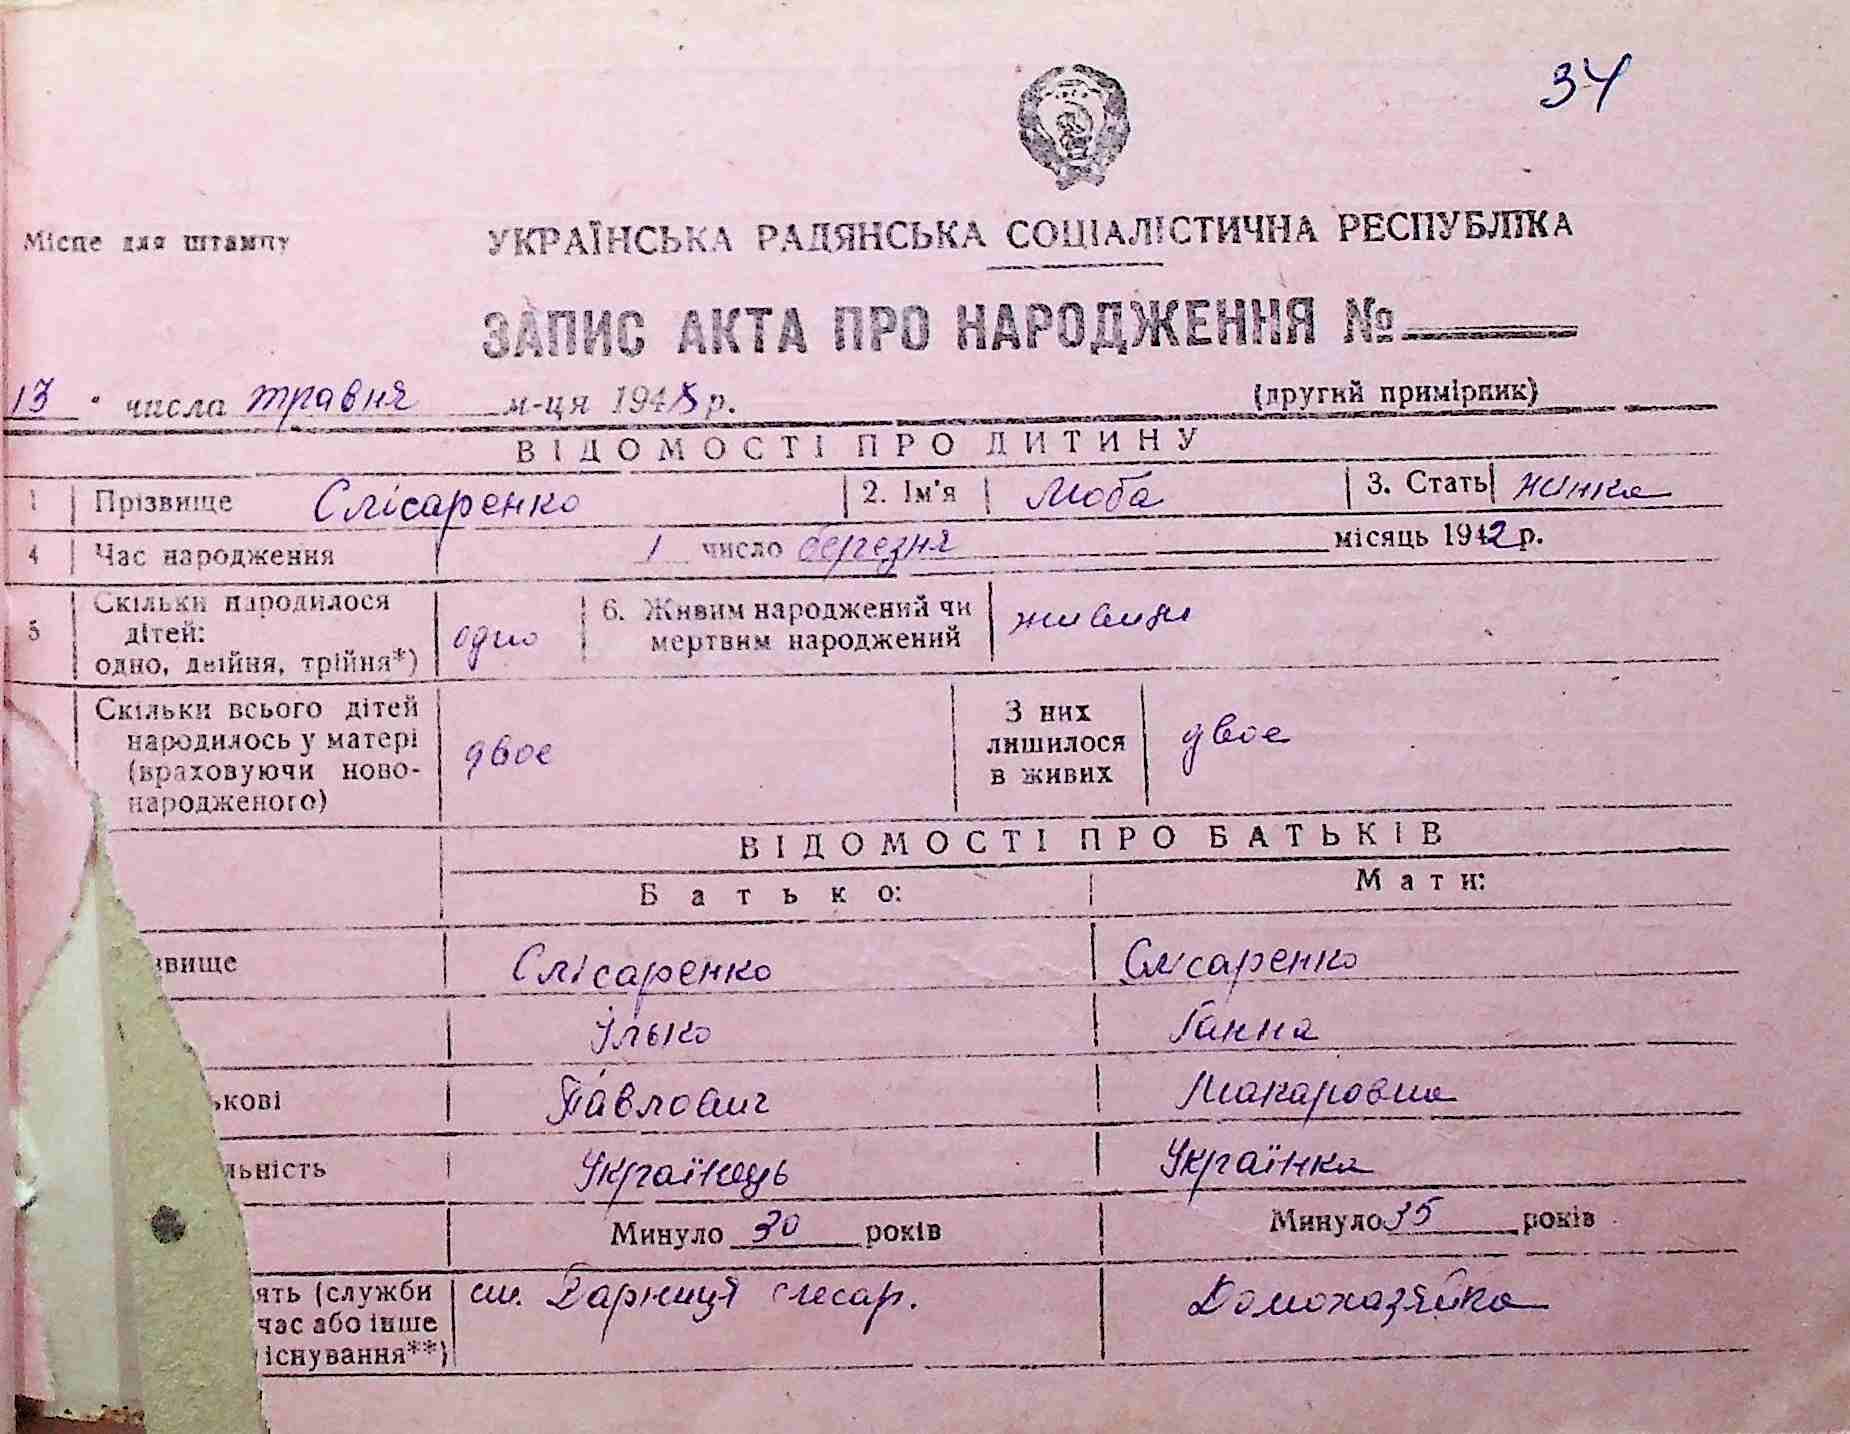 34
Місце для штампу
УКРАЇНСЬКА РАДЯНСЬКА СОЦІАЛІСТИЧНА РЕСПУБЛІКА
ЗАПИС АКТА ПРО НАРОДЖЕННЯ №
13 числа травня м-ця 1948 р. (другий примірник)
ВІДОМОСТІ ПРО ДИТИНУ
1 Прізвище Слісаренко 2. Ім'я Люба 3. Стать жинка
4 Час народження 1 число березня місяць 1942 р.
5 Скільки народилося дітей: одно, двійня, трійня*) одно 6. Живим народжений чи мертвим народжений живим
Скільки всього дітей народилось у матері (враховуючи ново-народженого) двое З них лишилося в живих двое
ВІДОМОСТІ ПРО БАТЬКІВ
Батько: Мати:
звище Слісаренко Слісаренко
Ілько Ганна
ькові Павлович Макаровна
льність Українець Українка
Минуло 30 років Минуло 35 років
ять (служби час або інше існування**) ст. Дарниця слесар. Домохазяйка